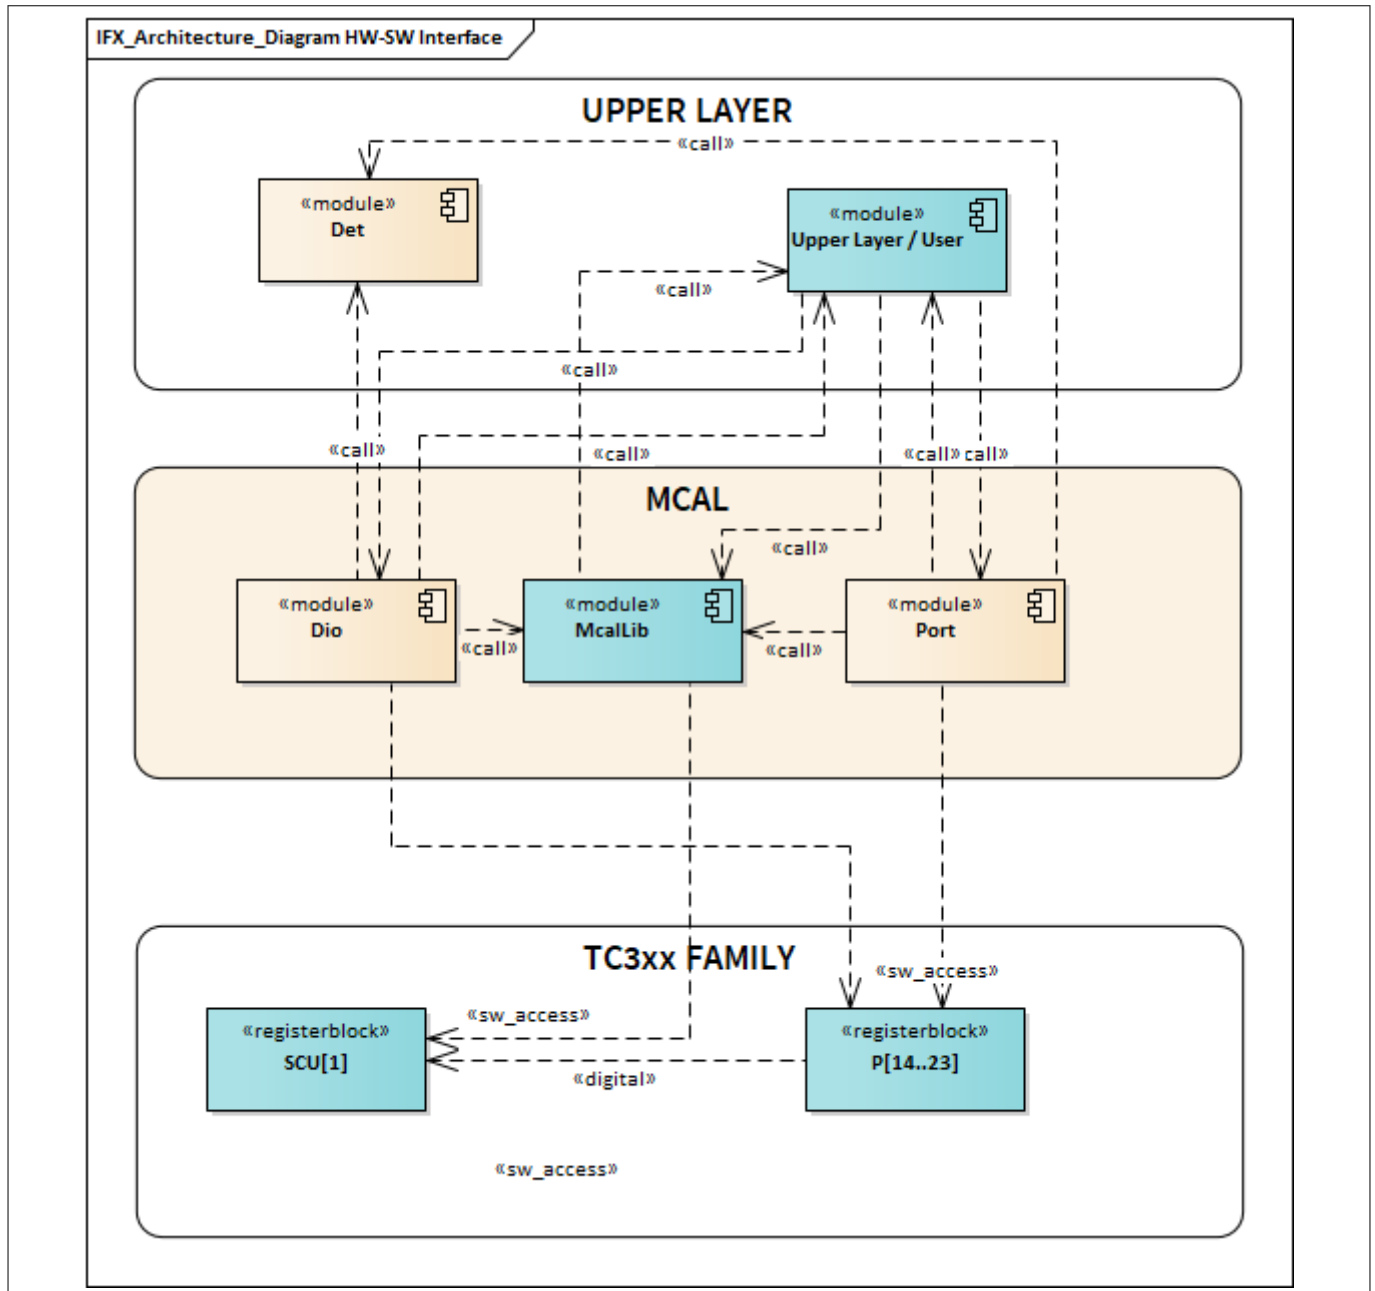 IFX_Architecture_Diagram HW-SW Interface
UPPER LAYER
«call»
«module»
Det
«module»
Upper Layer / User
«call»
«call»
«call»
«call»
«call» call»
MCAL
«call»
«module»
Dio
«module»
McalLib
«module»
Port
«call»
«call»
TC3xx FAMILY
«sw_access»
«sw_access»
«registerblock»
SCU[1]
«registerblock»
P[14..23]
«digital»
«sw_access»